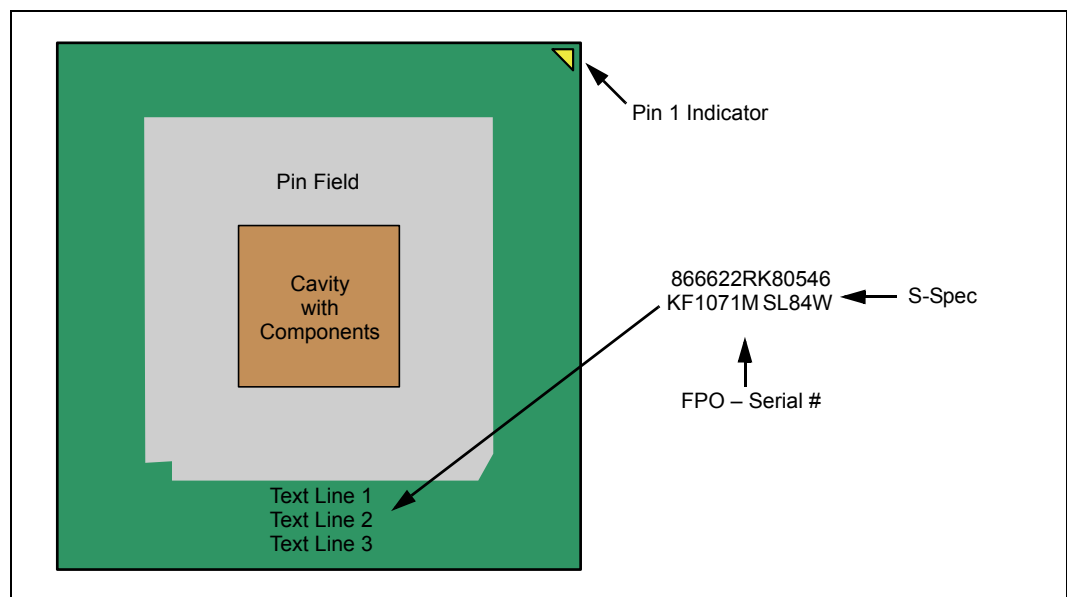 Pin 1 Indicator
Pin Field
Cavity
with
Components
866622RK80546
KF1071M SL84W
S-Spec
FPO – Serial #
Text Line 1
Text Line 2
Text Line 3